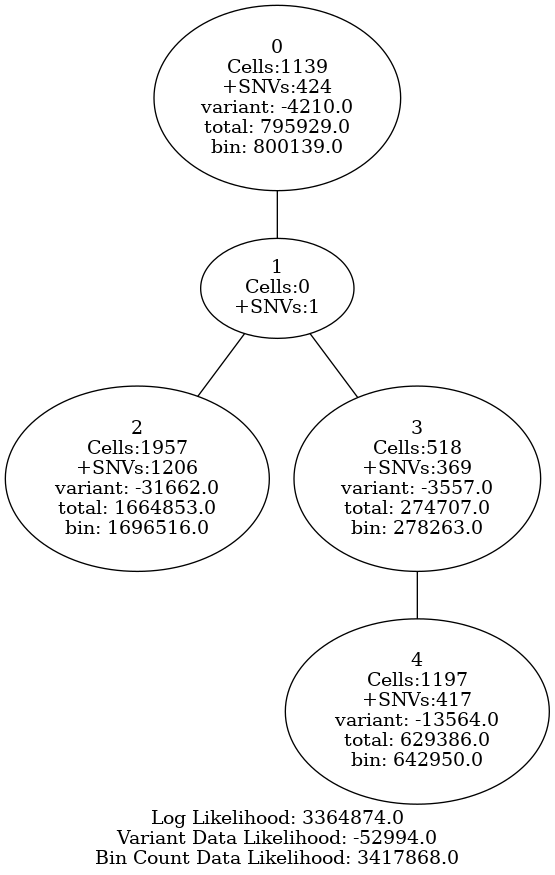 0
Cells:1139
+SNVs:424
variant: -4210.0
total: 795929.0
bin: 800139.0
1
Cells:0
+SNVs:1
2
Cells:1957
+SNVs:1206
variant: -31662.0
total: 1664853.0
bin: 1696516.0
3
Cells:518
+SNVs:369
variant: -3557.0
total: 274707.0
bin: 278263.0
4
Cells:1197
+SNVs:417
variant: -13564.0
total: 629386.0
bin: 642950.0
Log Likelihood: 3364874.0
Variant Data Likelihood: -52994.0
Bin Count Data Likelihood: 3417868.0